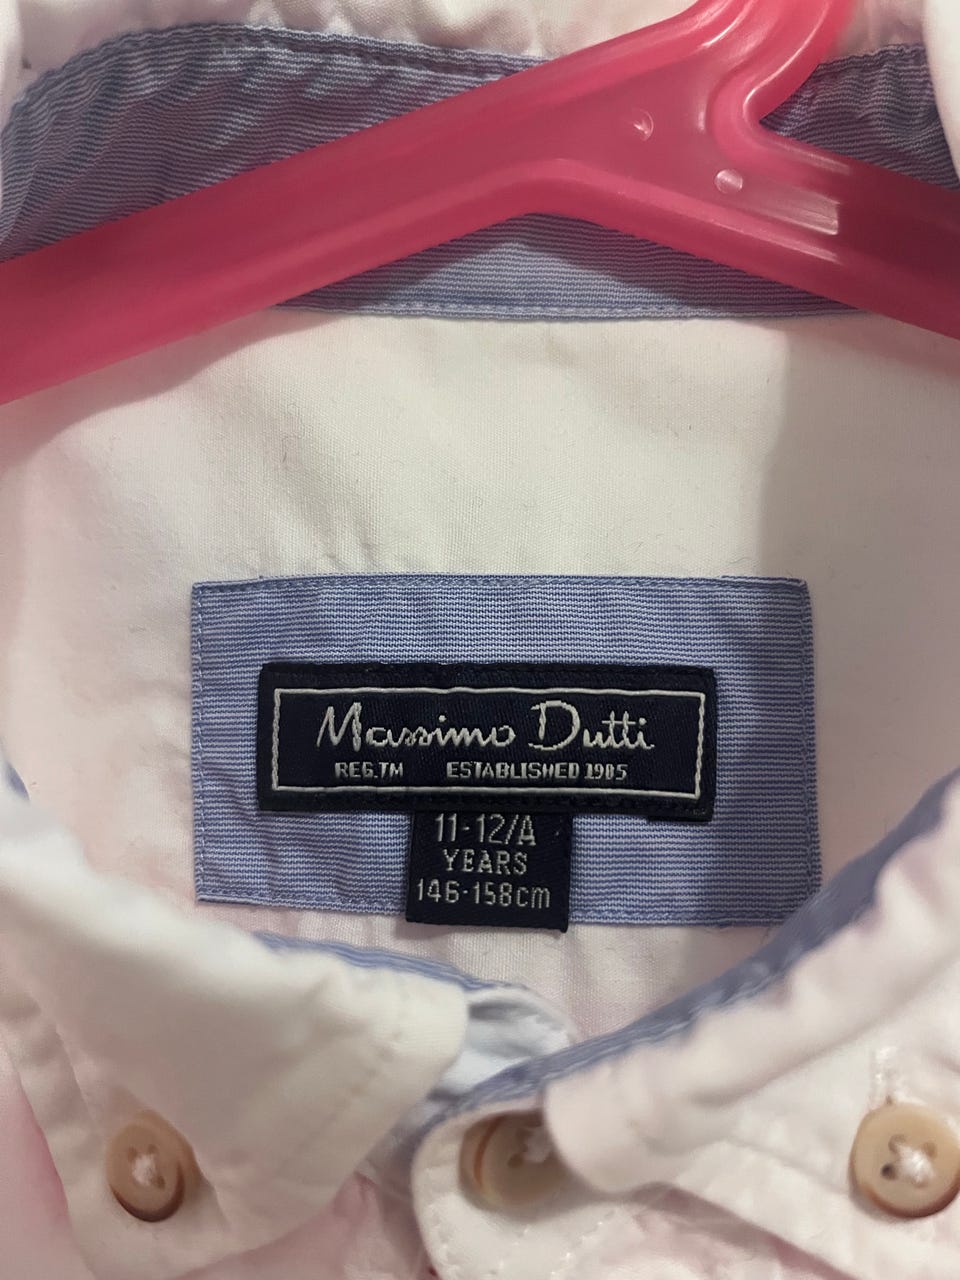 Massimo Dutti
REG.TM ESTABLISHED 1985
11-12/A
YEARS
146-158cm